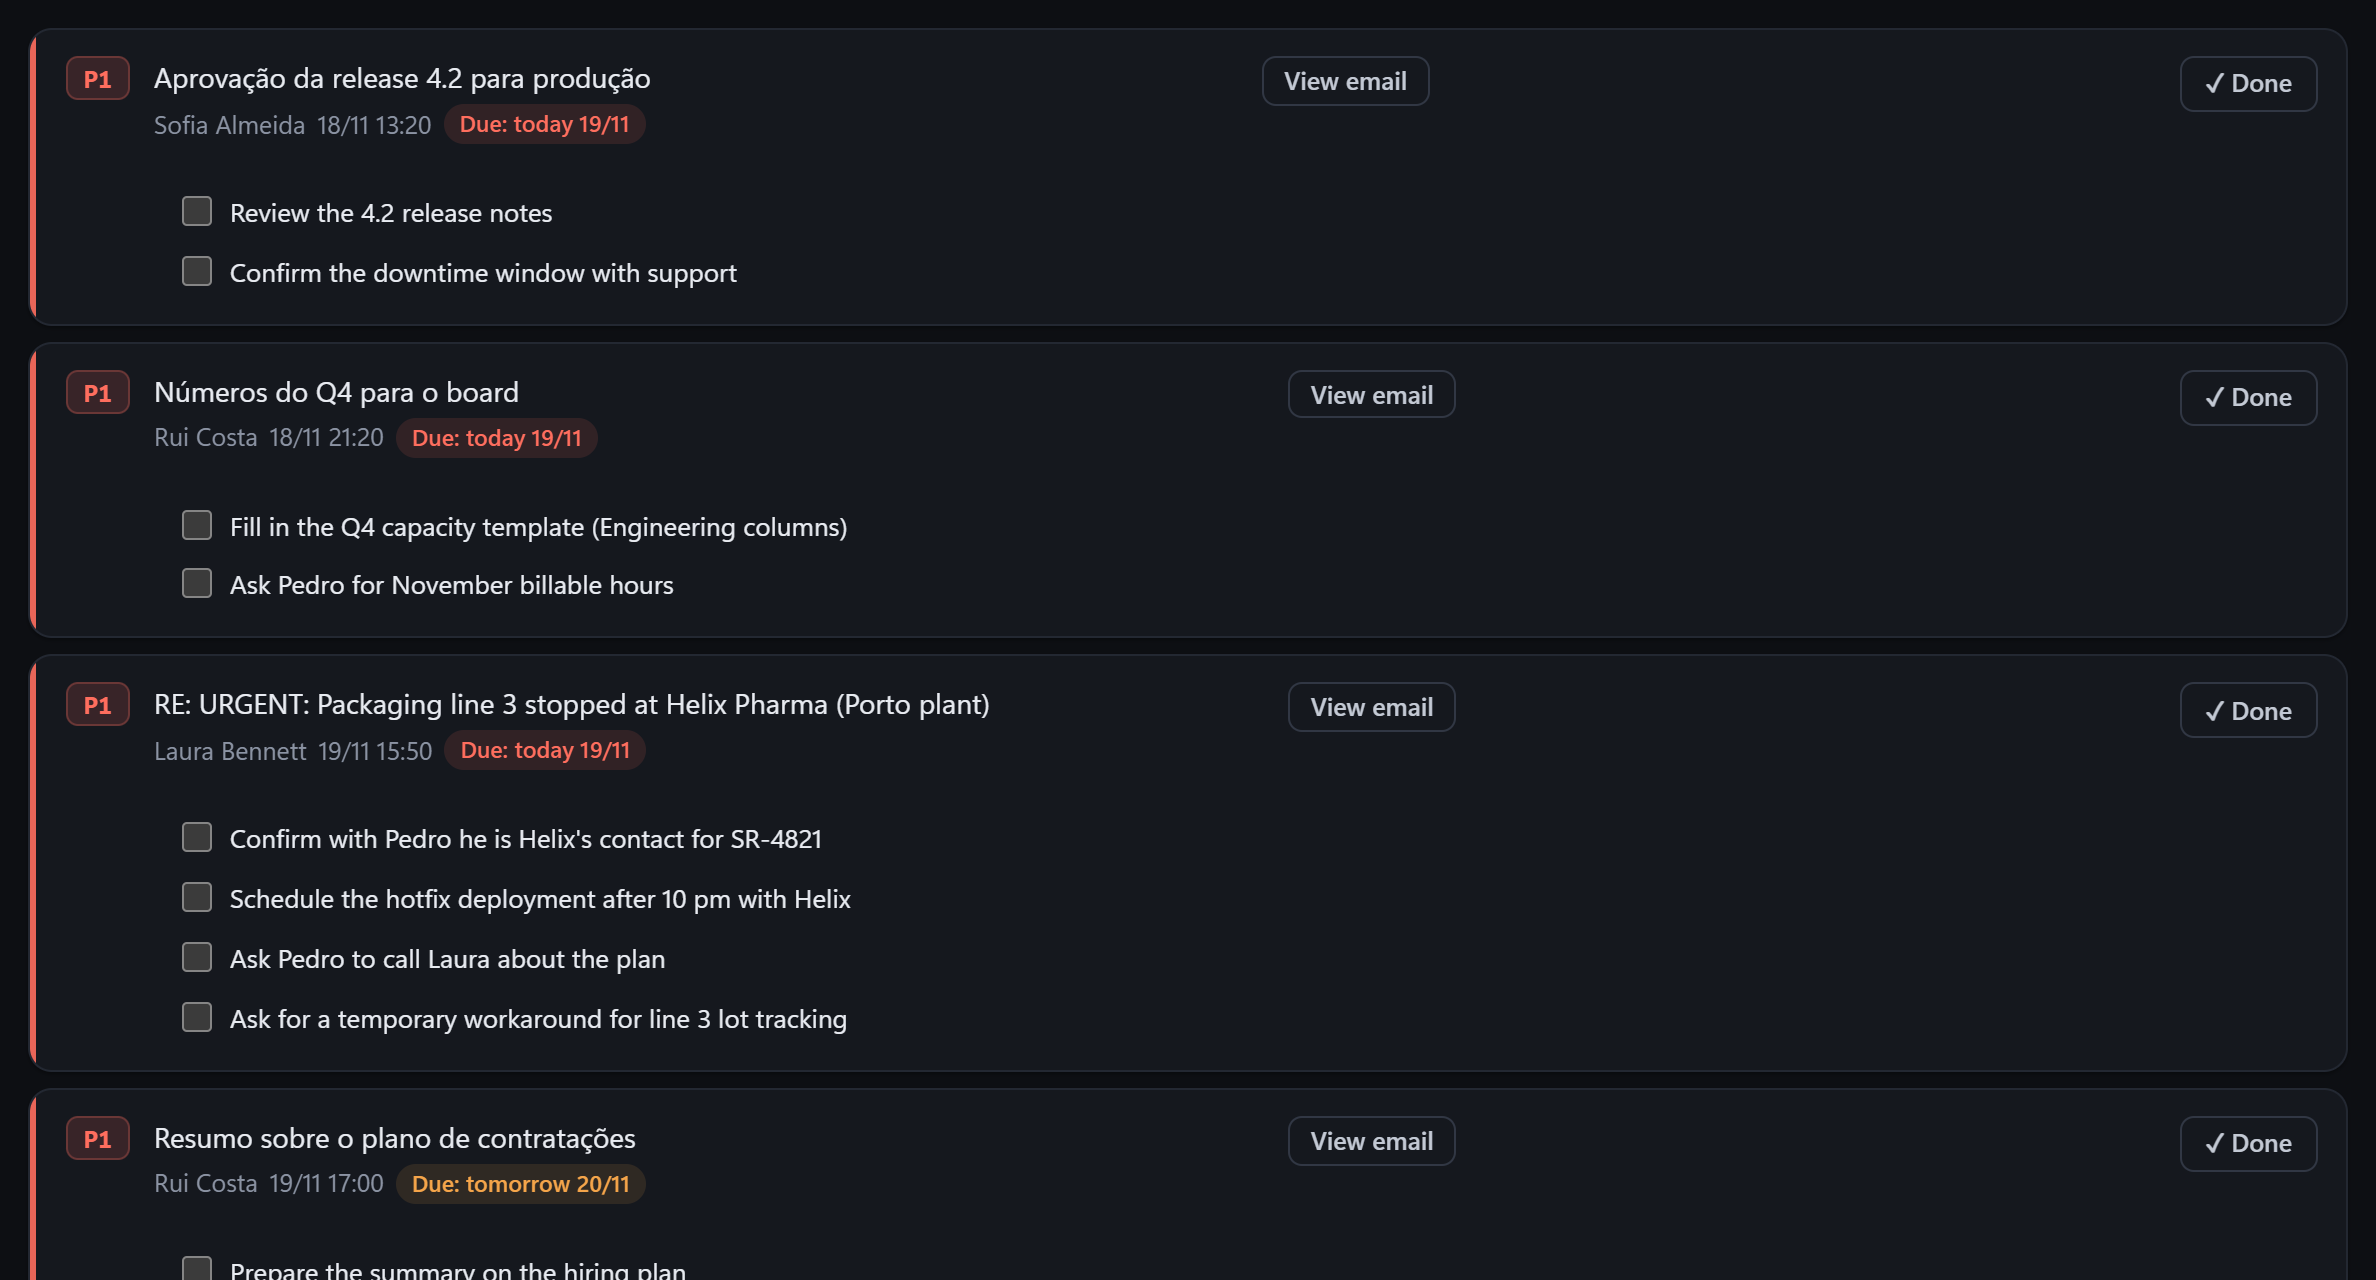 P1 Aprovação da release 4.2 para produção View email ✓ Done
Sofia Almeida 18/11 13:20 Due: today 19/11
Review the 4.2 release notes
Confirm the downtime window with support
P1 Números do Q4 para o board View email ✓ Done
Rui Costa 18/11 21:20 Due: today 19/11
Fill in the Q4 capacity template (Engineering columns)
Ask Pedro for November billable hours
P1 RE: URGENT: Packaging line 3 stopped at Helix Pharma (Porto plant) View email ✓ Done
Laura Bennett 19/11 15:50 Due: today 19/11
Confirm with Pedro he is Helix's contact for SR-4821
Schedule the hotfix deployment after 10 pm with Helix
Ask Pedro to call Laura about the plan
Ask for a temporary workaround for line 3 lot tracking
P1 Resumo sobre o plano de contratações View email ✓ Done
Rui Costa 19/11 17:00 Due: tomorrow 20/11
Prepare the summary on the hiring plan